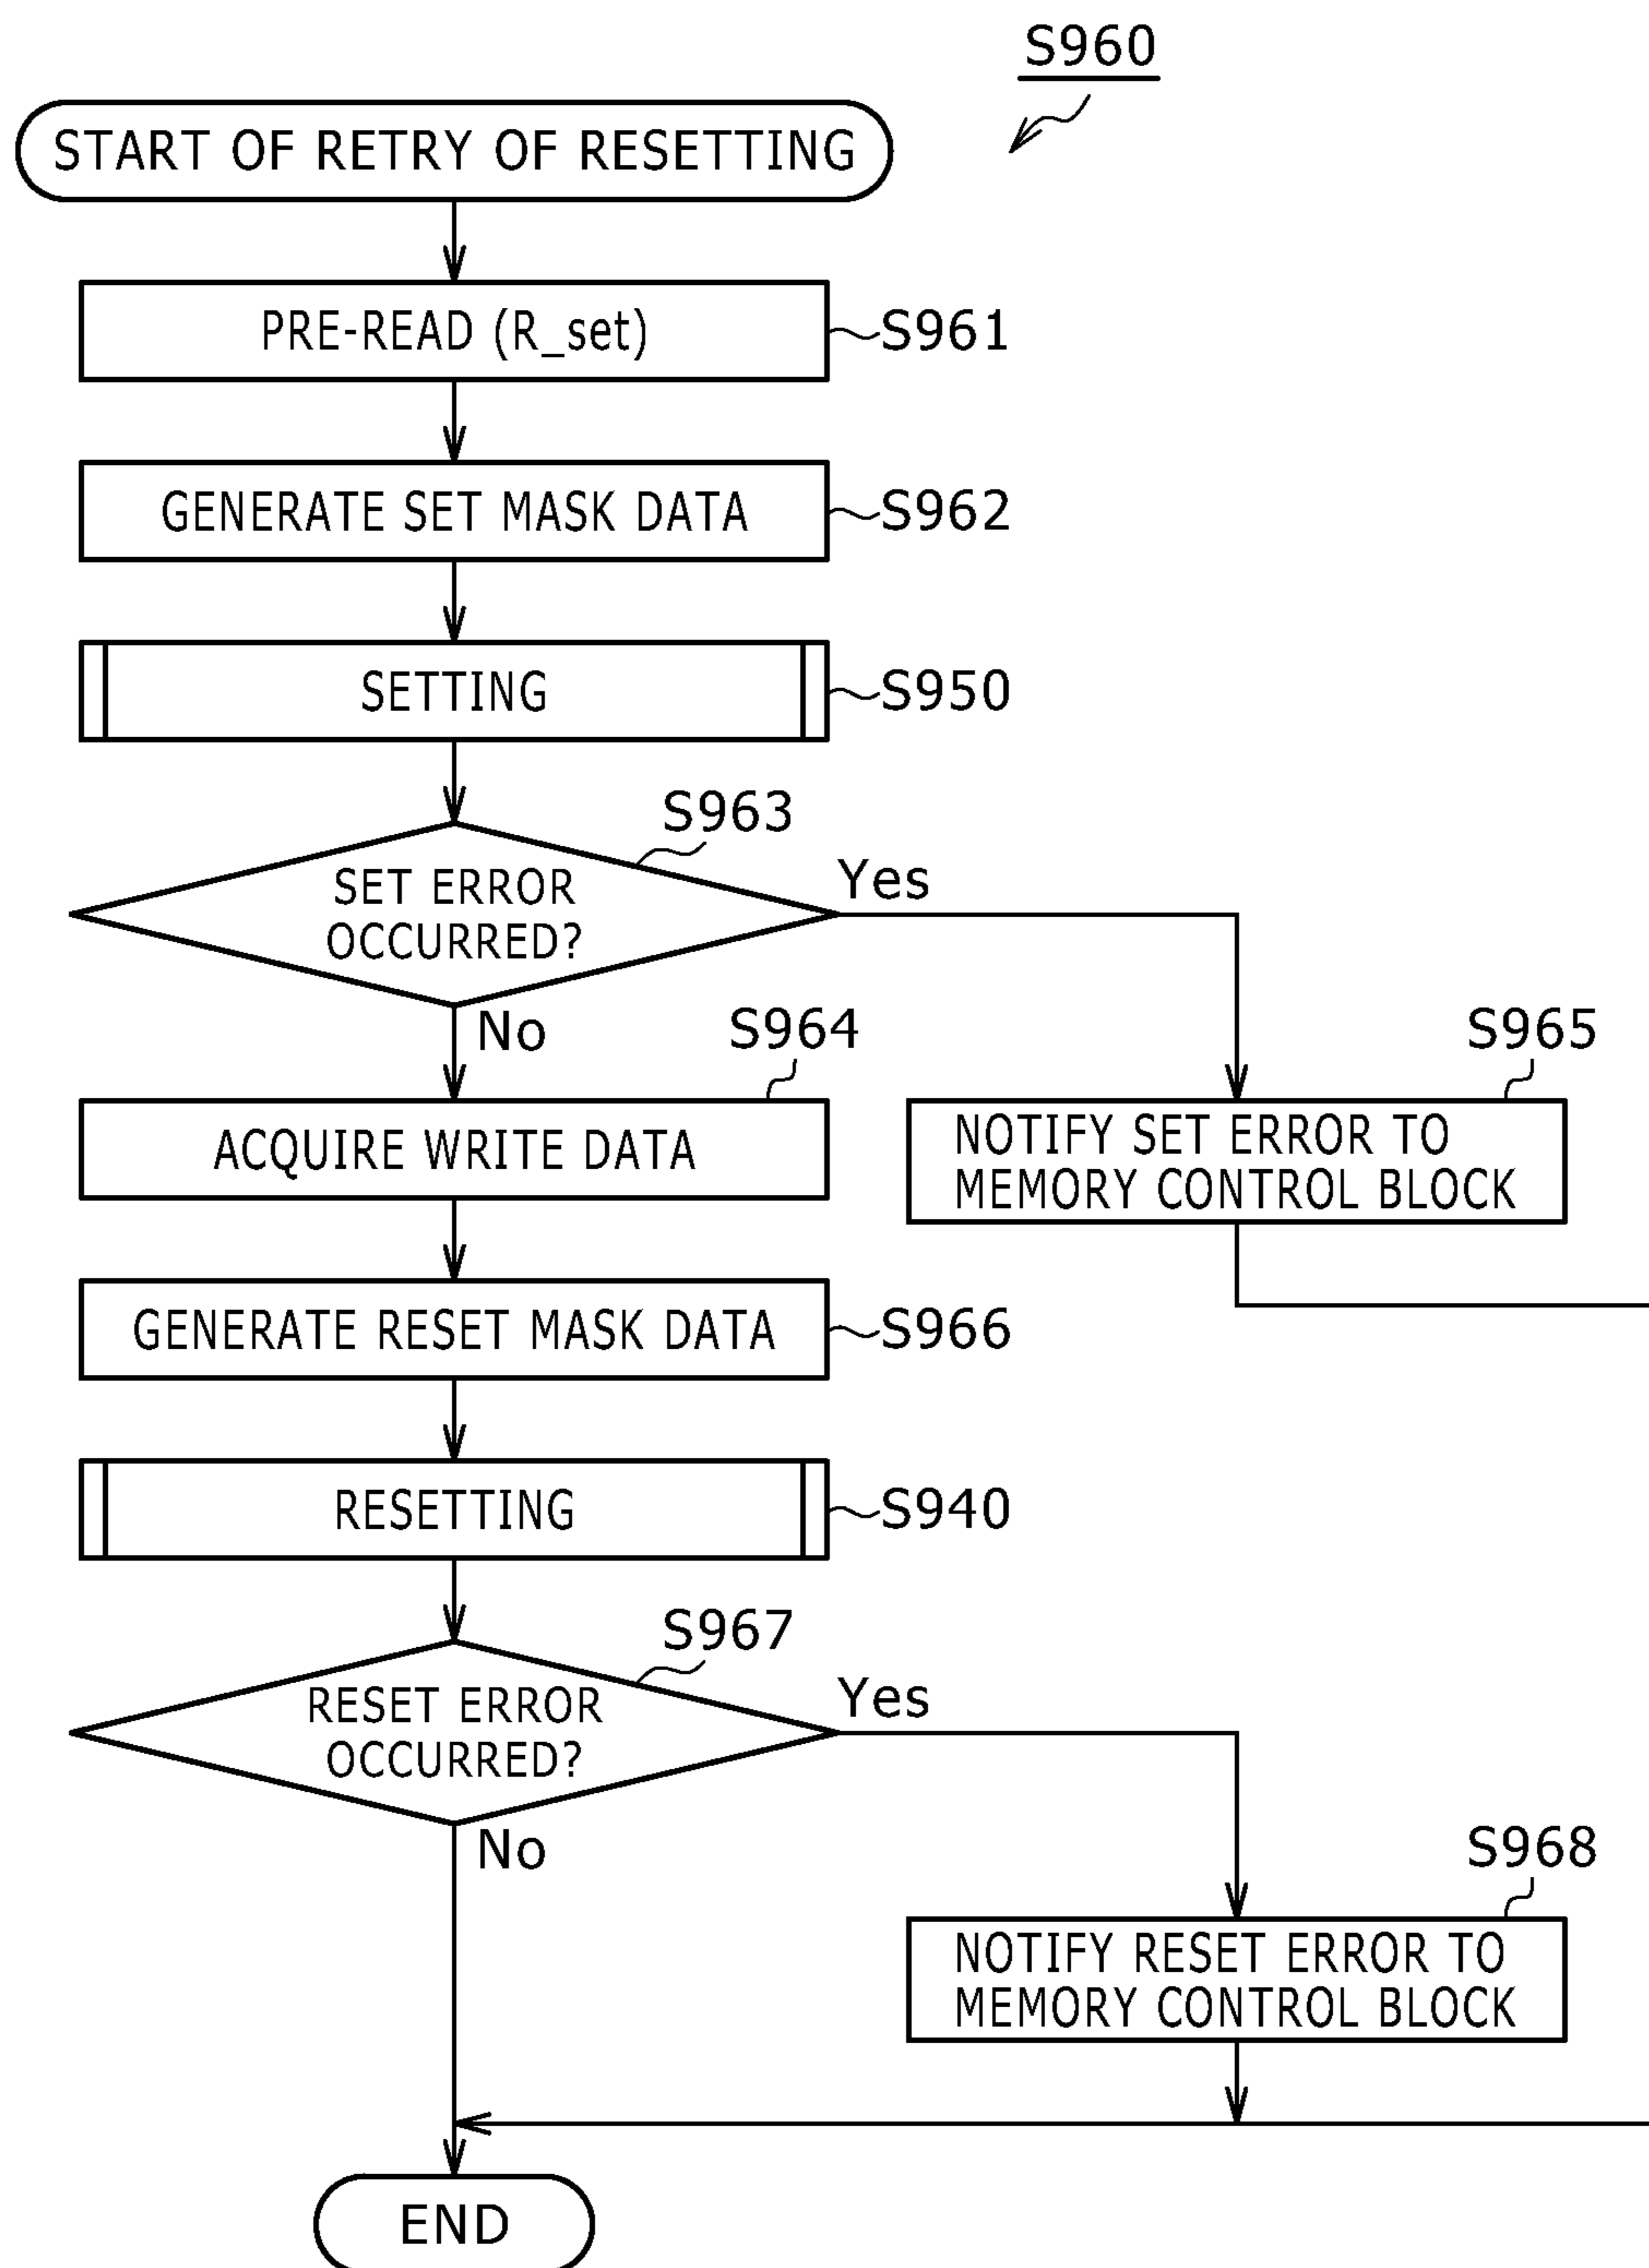 S960
START OF RETRY OF RESETTING
PRE-READ (R_set)
S961
GENERATE SET MASK DATA
S962
SETTING
S950
S963
SET ERROR
OCCURRED?
Yes
No
S964
ACQUIRE WRITE DATA
S965
NOTIFY SET ERROR TO
MEMORY CONTROL BLOCK
GENERATE RESET MASK DATA
S966
RESETTING
S940
S967
RESET ERROR
OCCURRED?
Yes
No
S968
NOTIFY RESET ERROR TO
MEMORY CONTROL BLOCK
END